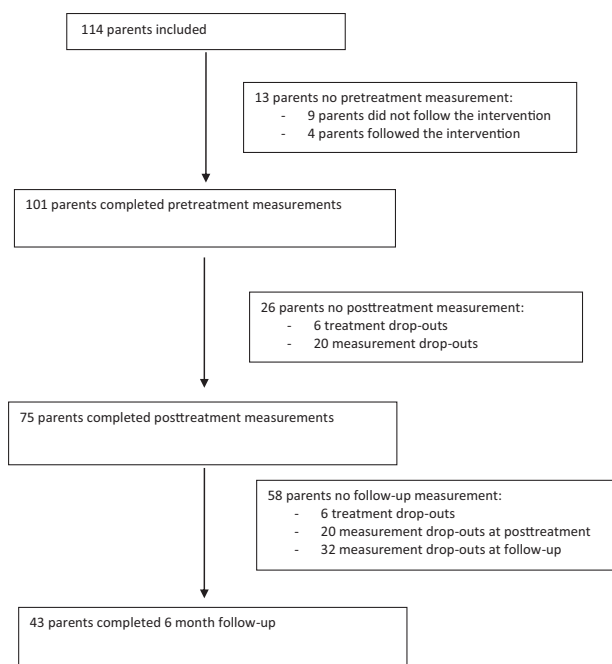 114 parents included
13 parents no pretreatment measurement:
- 9 parents did not follow the intervention
- 4 parents followed the intervention
101 parents completed pretreatment measurements
26 parents no posttreatment measurement:
- 6 treatment drop-outs
- 20 measurement drop-outs
75 parents completed posttreatment measurements
58 parents no follow-up measurement:
- 6 treatment drop-outs
- 20 measurement drop-outs at posttreatment
- 32 measurement drop-outs at follow-up
43 parents completed 6 month follow-up